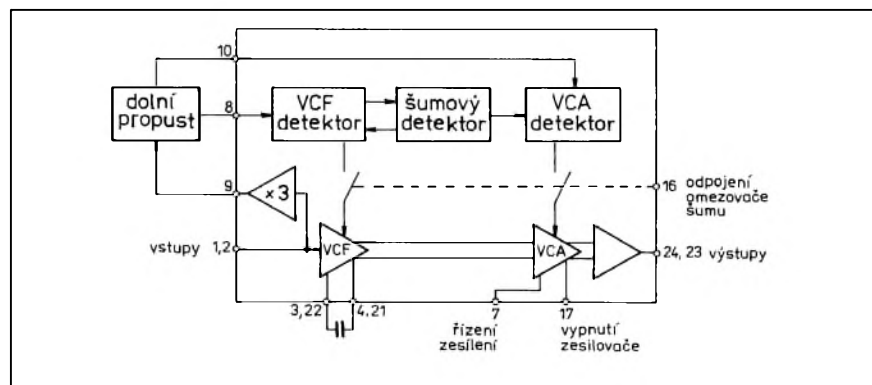 10
dolní
propust
8
VCF
detektor
šumový
detektor
VCA
detektor
9
×3
16 odpojení
omezovače
šumu
vstupy 1,2
VCF
VCA
24, 23 výstupy
3,22
4.21
7
17
řízení
zesílení
vypnutí
zesilovače